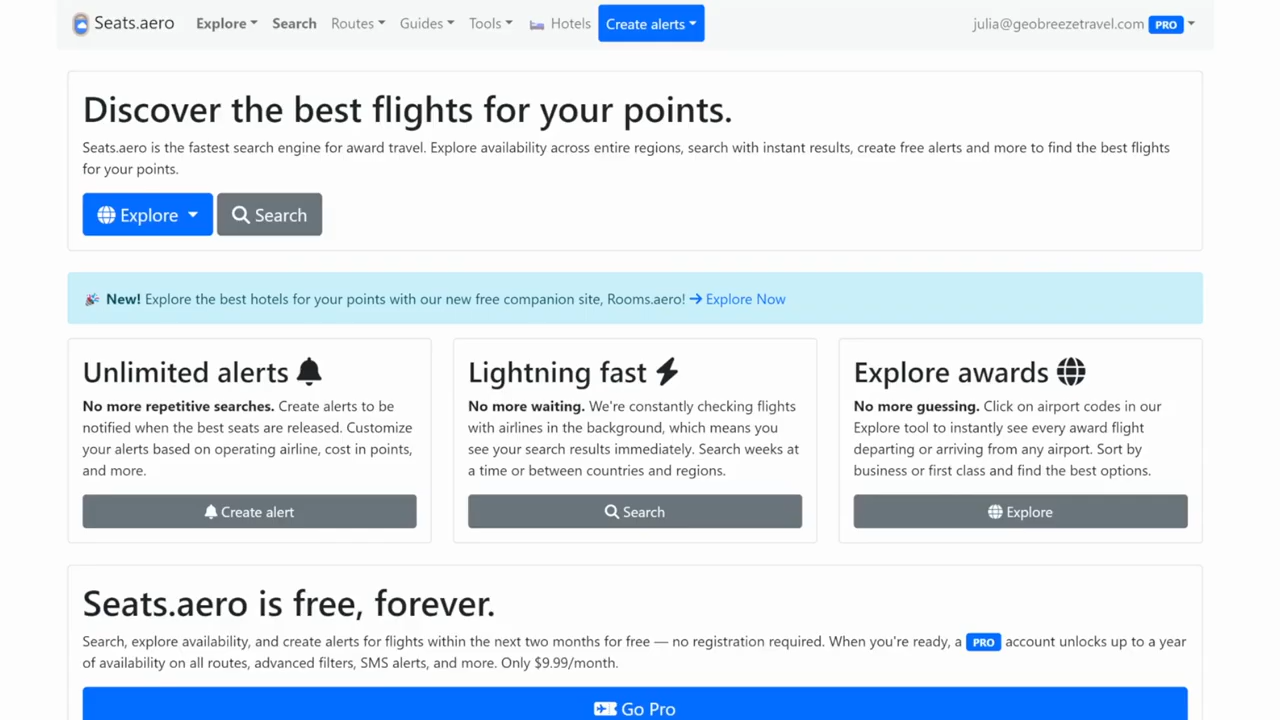 Seats.aero Explore Search Routes Guides Tools Hotels Create alerts julia@geobreezetravel.com PRO
Discover the best flights for your points.
Seats.aero is the fastest search engine for award travel. Explore availability across entire regions, search with instant results, create free alerts and more to find the best flights
for your points.
Explore Search
New! Explore the best hotels for your points with our new free companion site, Rooms.aero! → Explore Now
Unlimited alerts
No more repetitive searches. Create alerts to be
notified when the best seats are released. Customize
your alerts based on operating airline, cost in points,
and more.
Create alert
Lightning fast
No more waiting. We're constantly checking flights
with airlines in the background, which means you
see your search results immediately. Search weeks at
a time or between countries and regions.
Search
Explore awards
No more guessing. Click on airport codes in our
Explore tool to instantly see every award flight
departing or arriving from any airport. Sort by
business or first class and find the best options.
Explore
Seats.aero is free, forever.
Search, explore availability, and create alerts for flights within the next two months for free — no registration required. When you're ready, a PRO account unlocks up to a year
of availability on all routes, advanced filters, SMS alerts, and more. Only $9.99/month.
Go Pro